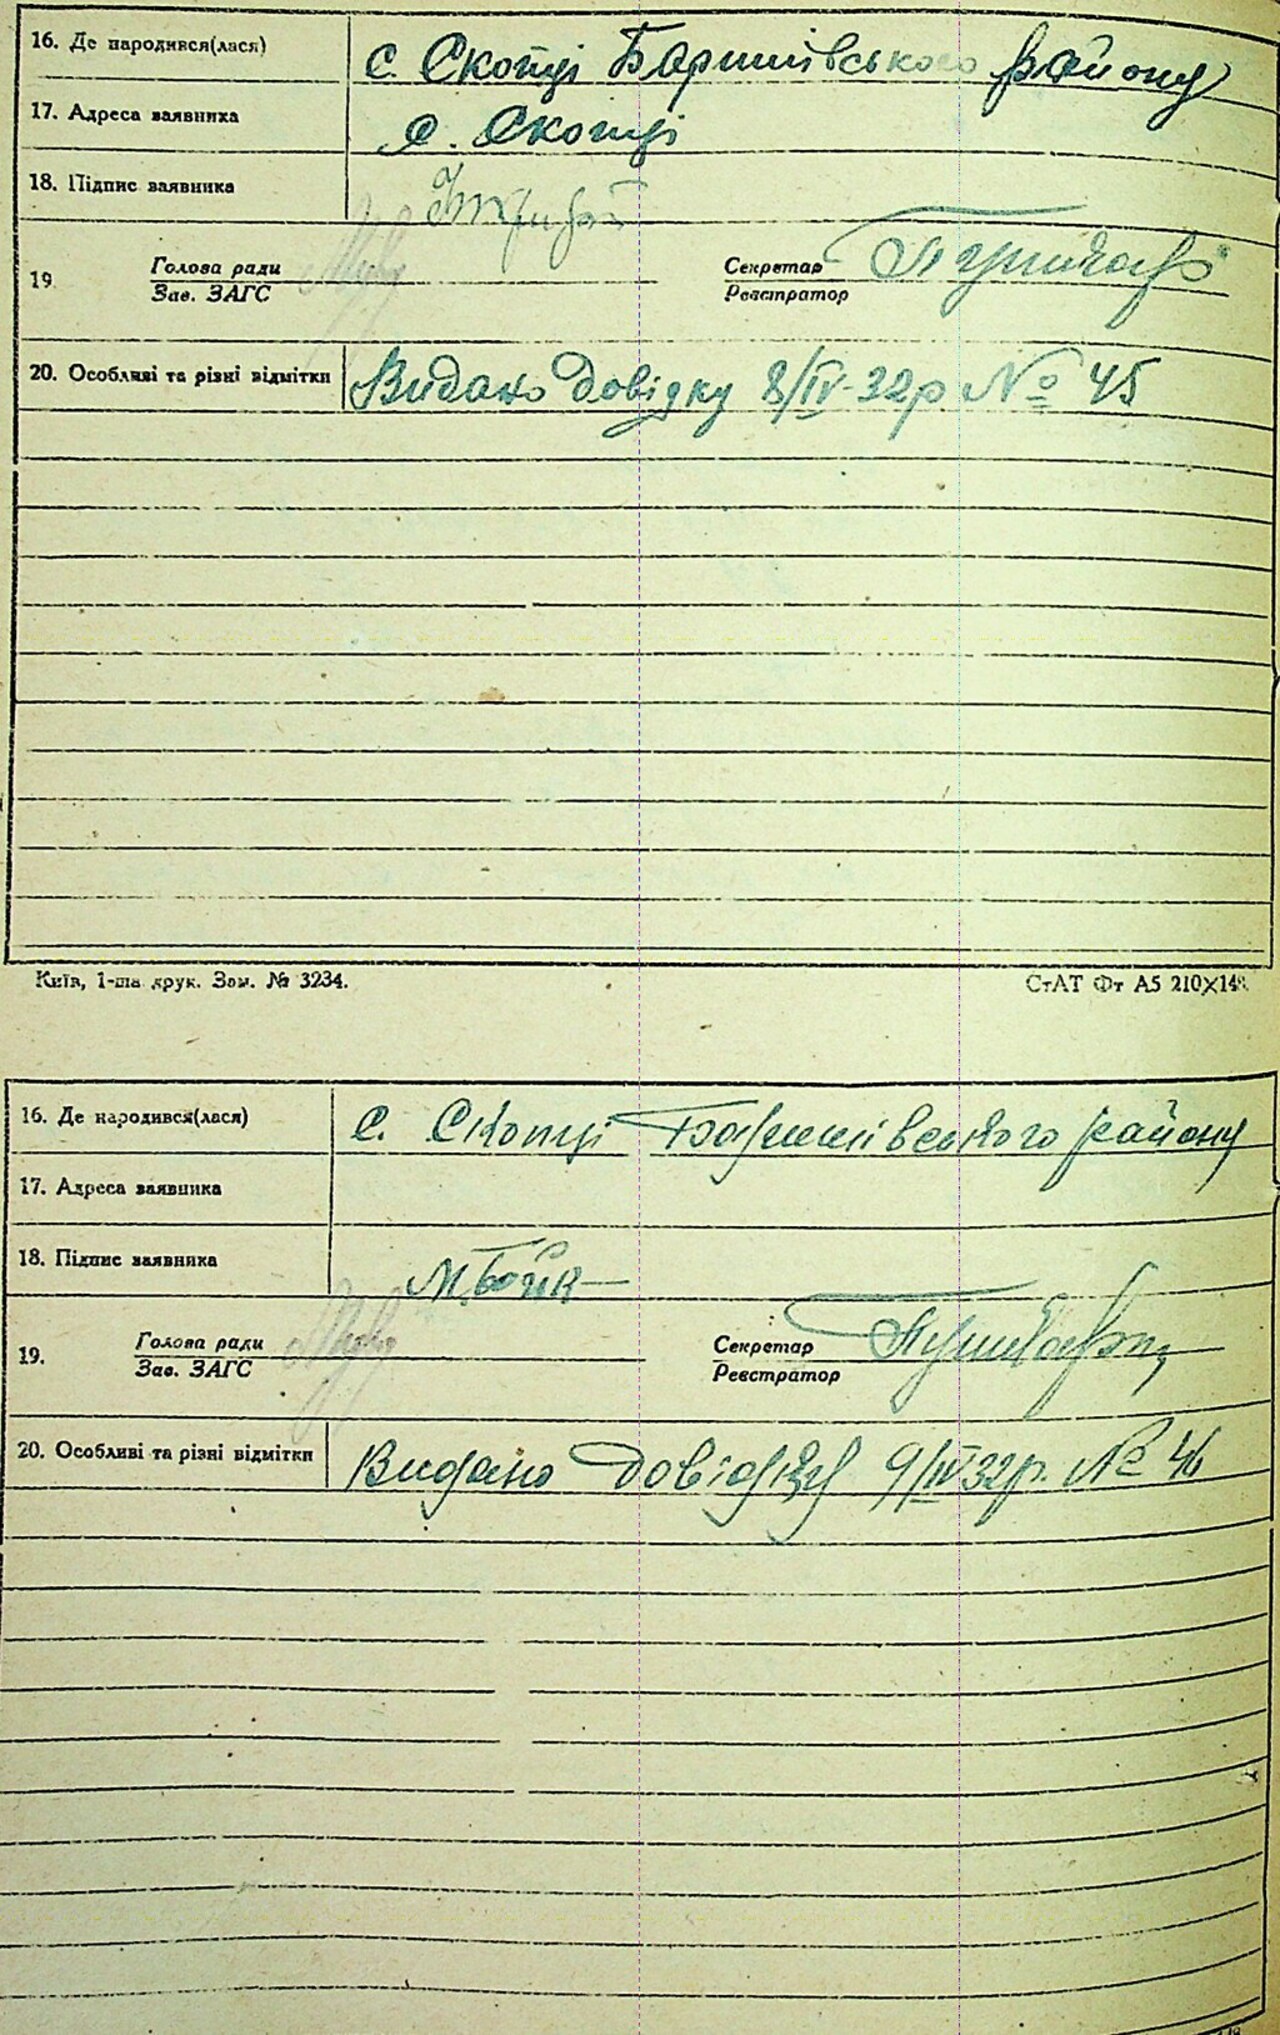 16. Де народився(лася) с. Скопці Баришівського району
17. Адреса заявника с. Скопці
18. Підпис заявника
19 Голова ради Секретар
Зав. ЗАГС Реєстратор
20. Особливі та різні відмітки Видано довідку 8/IV-32р № 45
Київ, 1-ша друк. Зам. № 3234. СтАТ Фт А5 210×148
16. Де народився(лася) с. Скопці Баришівського району
17. Адреса заявника
18. Підпис заявника М. Бойк
19. Голова ради Секретар
Зав. ЗАГС Реєстратор
20. Особливі та різні відмітки Видано довідку 9/IV 32р. № 46